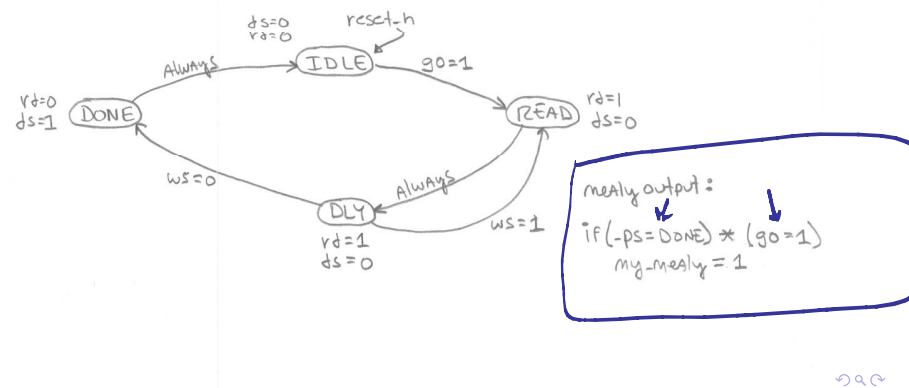 ds=0
rd=0
reset_h
IDLE
Always
go=1
rd=0
ds=1
DONE
READ
rd=1
ds=0
ws=0
Always
DLY
rd=1
ds=0
ws=1
mealy output:
if(_ps=DONE) * (go=1)
my_mealy = 1